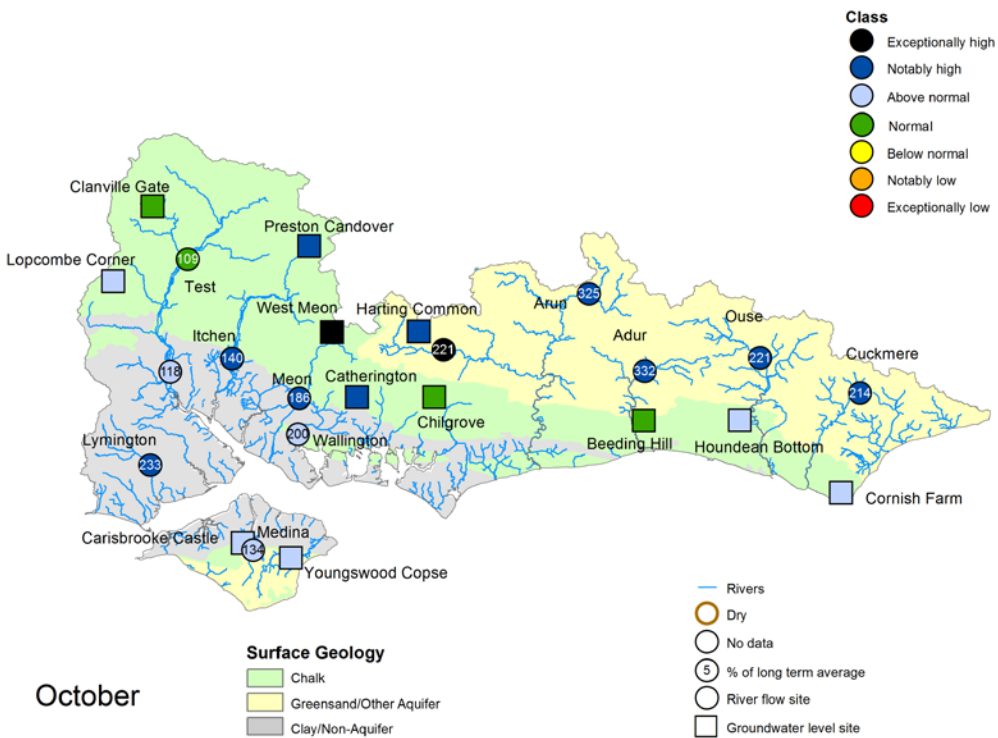 Class
Exceptionally high
Notably high
Above normal
Normal
Below normal
Notably low
Exceptionally low
Clanville Gate
Preston Candover
109
Lopcombe Corner
Test
325
Arun
West Meon
Harting Common
Ouse
Adur
Itchen
221
Cuckmere
140
221
118
332
Meon
Catherington
214
186
Chilgrove
200
Wallington
Beeding Hill
Houndean Bottom
Lymington
233
Cornish Farm
Carisbrooke Castle
Medina
134
Youngswood Copse
Rivers
Dry
No data
5
% of long term average
River flow site
Groundwater level site
Surface Geology
Chalk
Greensand/Other Aquifer
Clay/Non-Aquifer
October